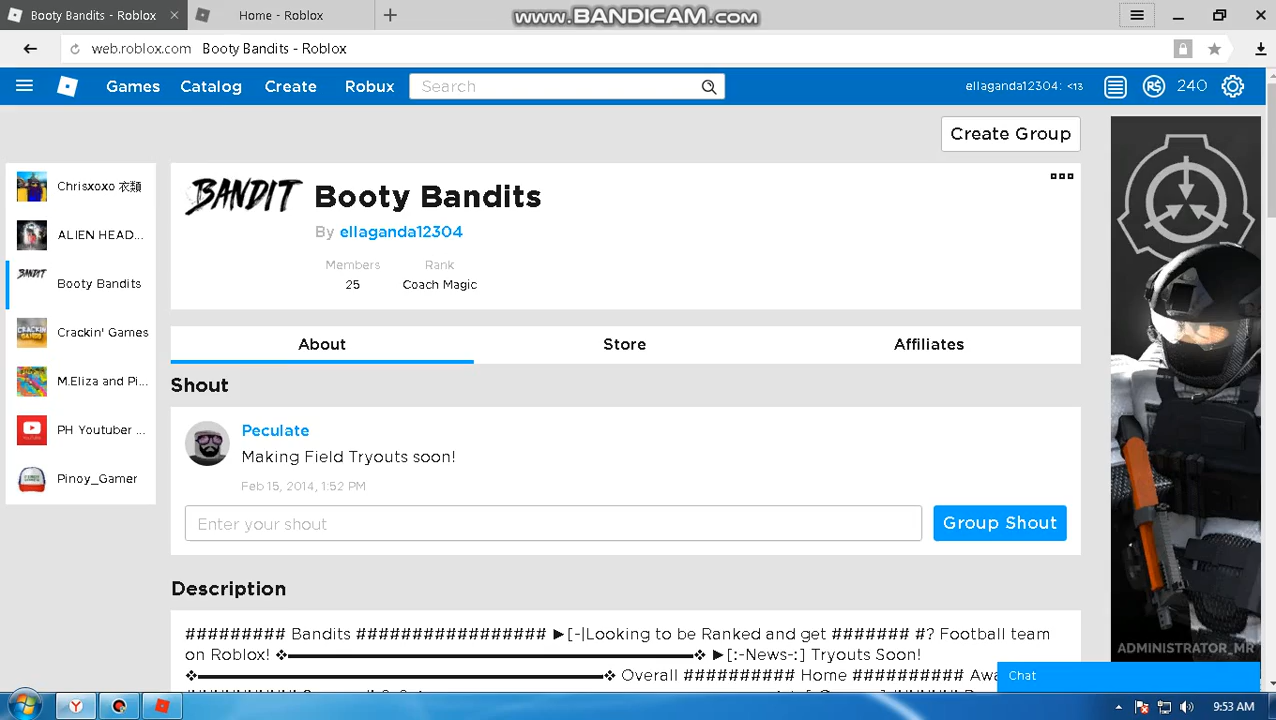 Booty Bandits - Roblox
Home - Roblox
www.BANDICAM.com
web.roblox.com Booty Bandits - Roblox
Games Catalog Create Robux Search ellaganda12304: <13 R$ 240
Create Group
Chrisxoxo 衣類
ALIEN HEAD...
Booty Bandits
Crackin' Games
M.Eliza and Pi...
PH Youtuber ...
Pinoy_Gamer
BANDIT
Booty Bandits
By ellaganda12304
Members Rank
25 Coach Magic
About Store Affiliates
Shout
Peculate
Making Field Tryouts soon!
Feb 15, 2014, 1:52 PM
Enter your shout Group Shout
Description
######### Bandits ################# ►[-|Looking to be Ranked and get ####### #? Football team
on Roblox! ❖▬▬▬▬▬▬▬▬▬▬▬▬▬▬▬▬▬▬▬▬▬▬❖ ►[:-News-:] Tryouts Soon!
❖▬▬▬▬▬▬▬▬▬▬▬▬▬▬▬▬▬▬▬▬▬▬❖ Overall ########## Home ########## Awa
ADMINISTRATOR_MR
Chat
9:53 AM